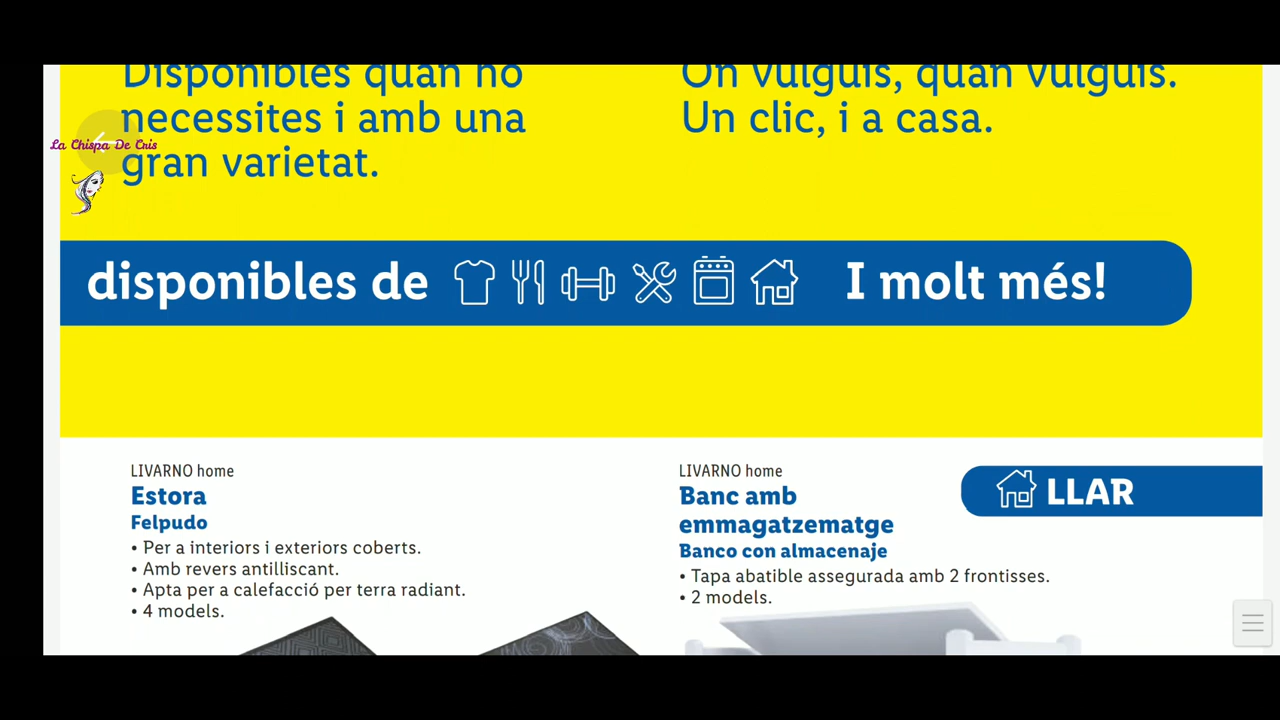 Disponibles quan ho
necessites i amb una
gran varietat.
On vulguis, quan vulguis.
Un clic, i a casa.
La Chispa De Cris
disponibles de
I molt més!
LIVARNO home
Estora
Felpudo
• Per a interiors i exteriors coberts.
• Amb revers antilliscant.
• Apta per a calefacció per terra radiant.
• 4 models.
LIVARNO home
Banc amb
emmagatzematge
Banco con almacenaje
• Tapa abatible assegurada amb 2 frontisses.
• 2 models.
LLAR